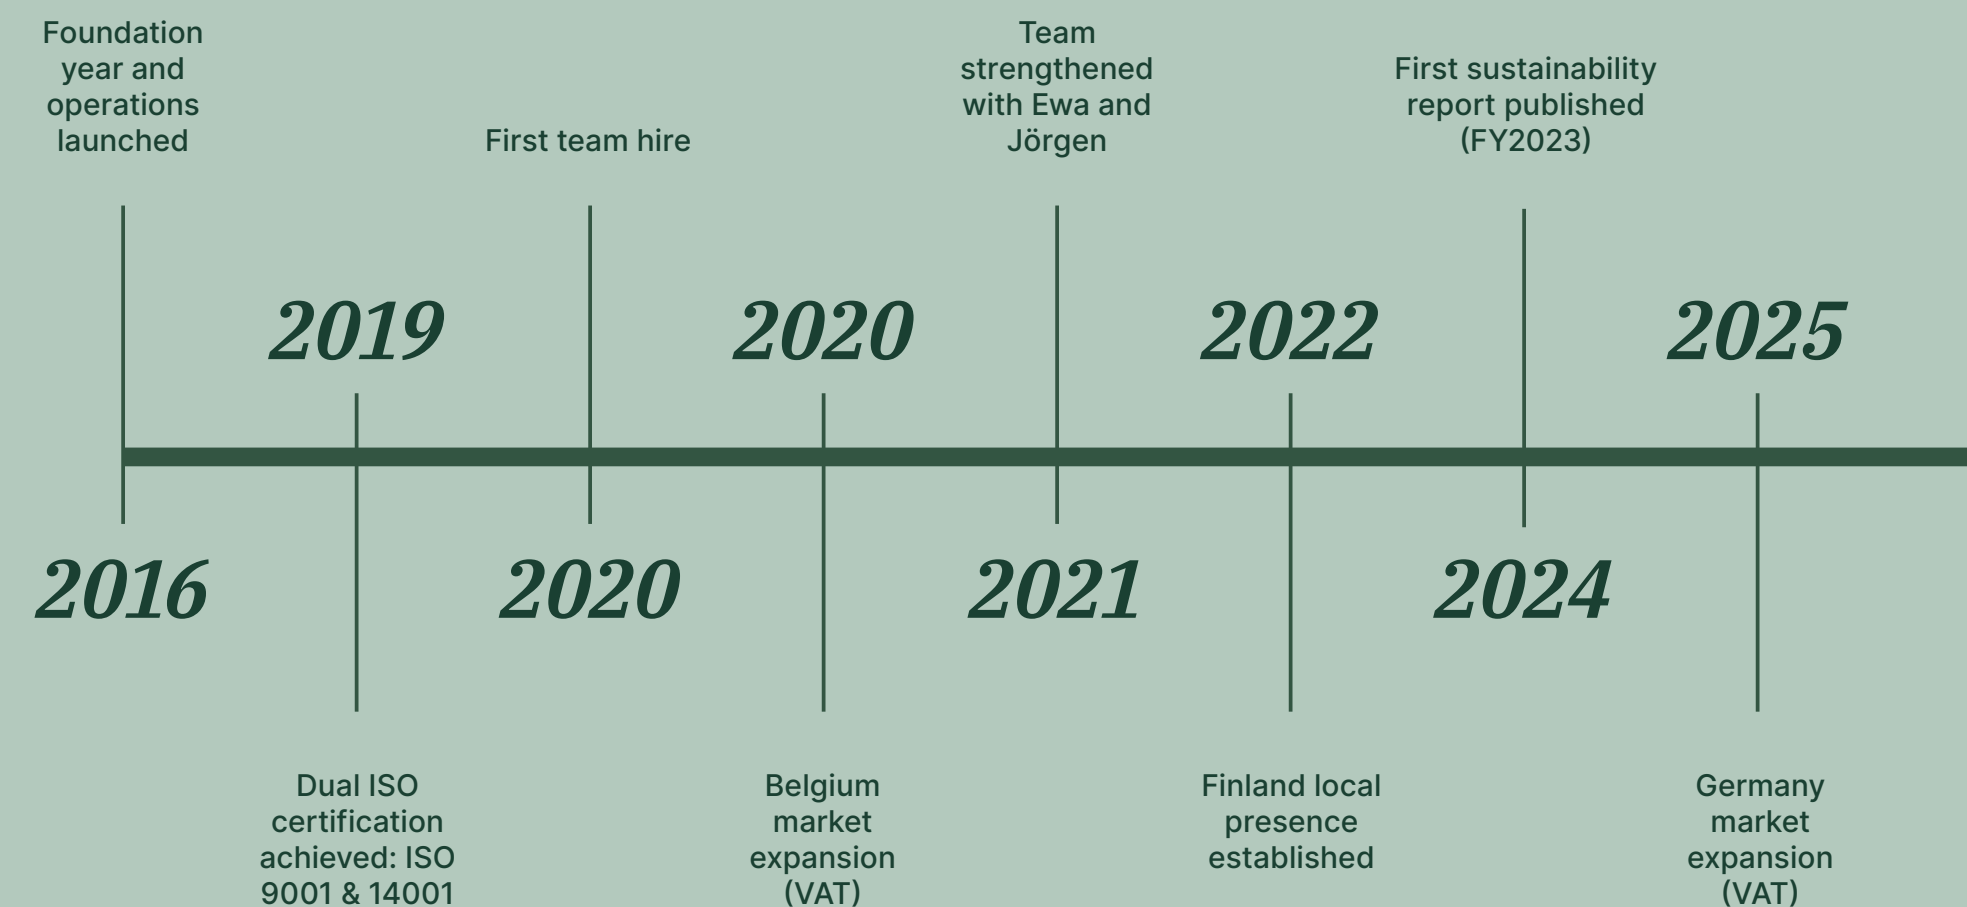 Foundation
year and
operations
launched
First team hire
Team
strengthened
with Ewa and
Jörgen
First sustainability
report published
(FY2023)
2019
2020
2022
2025
2016
2020
2021
2024
Dual ISO
certification
achieved: ISO
9001 & 14001
Belgium
market
expansion
(VAT)
Finland local
presence
established
Germany
market
expansion
(VAT)